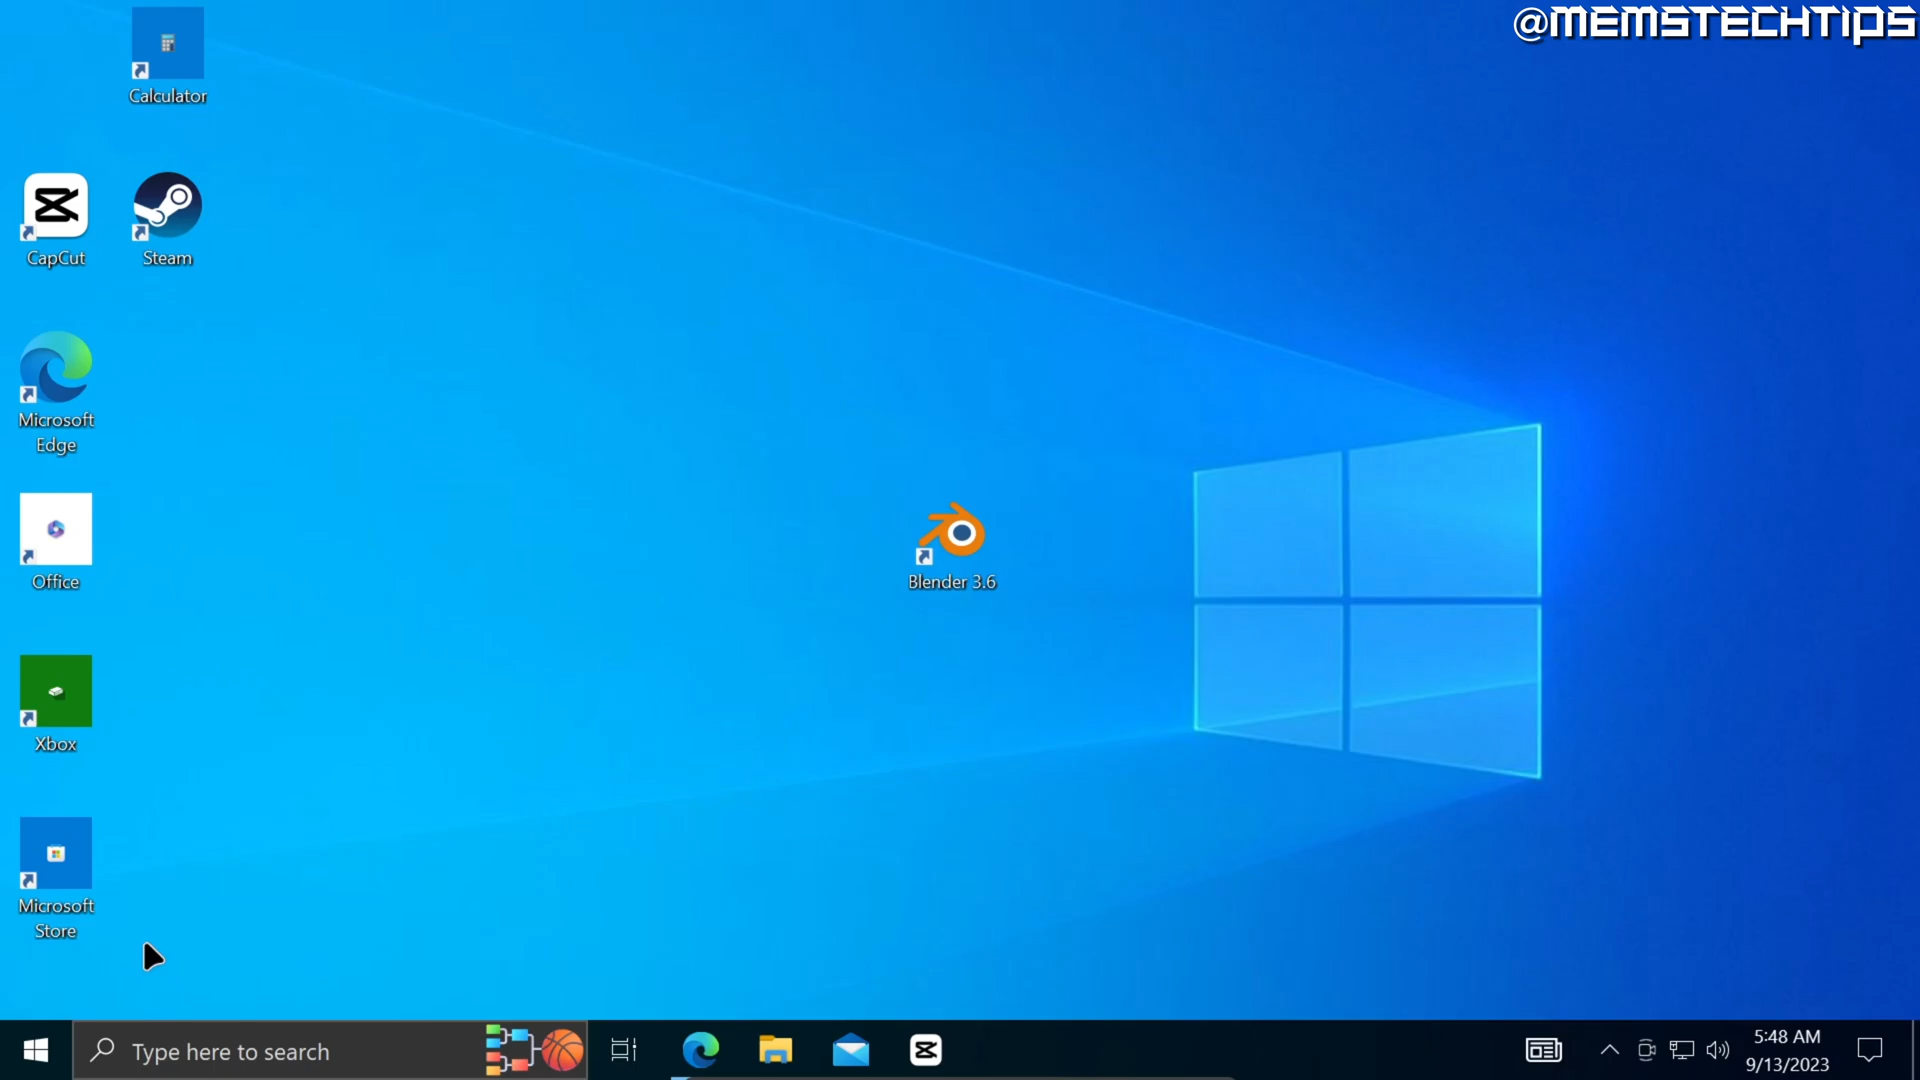 @MEMSTECHTIPS
Calculator
CapCut
Steam
Microsoft
Edge
Office
Blender 3.6
Xbox
Microsoft
Store
Type here to search
5:48 AM
9/13/2023